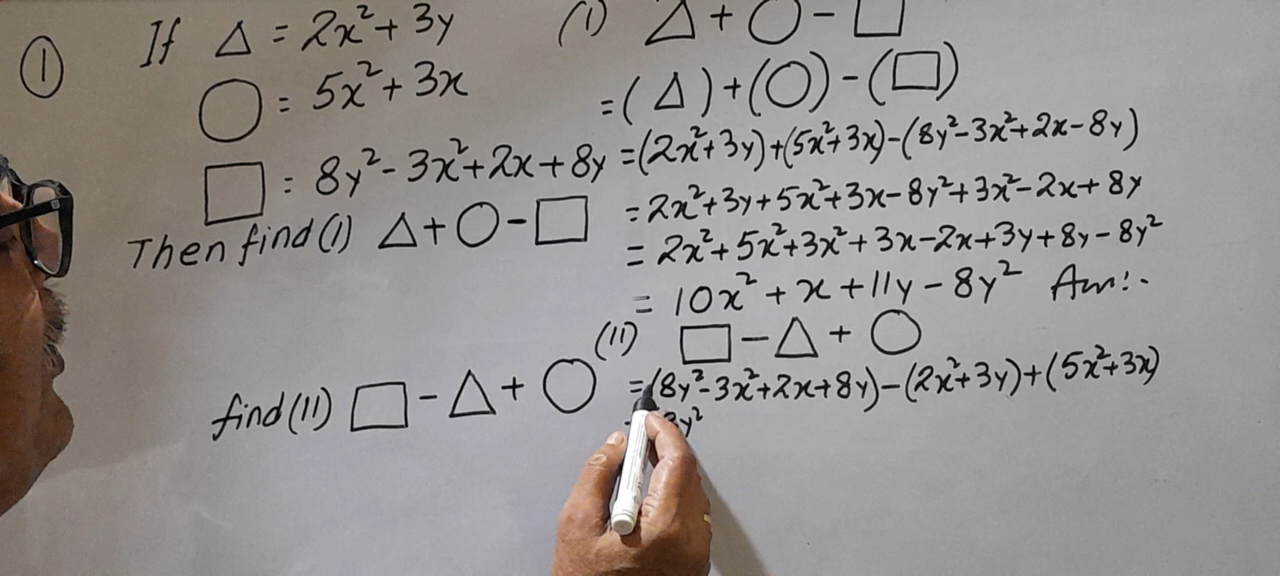 ①
If △ = 2x² + 3y
○ = 5x² + 3x
□ = 8y² - 3x² + 2x + 8y
Then find (I) △ + ○ - □
find (II) □ - △ + ○
(I) △ + ○ - □
= (△) + (○) - (□)
= (2x² + 3y) + (5x² + 3x) - (8y² - 3x² + 2x - 8y)
= 2x² + 3y + 5x² + 3x - 8y² + 3x² - 2x + 8y
= 2x² + 5x² + 3x² + 3x - 2x + 3y + 8y - 8y²
= 10x² + x + 11y - 8y² Ans:-
(II) □ - △ + ○
= (8y² - 3x² + 2x + 8y) - (2x² + 3y) + (5x² + 3x)
= 8y²